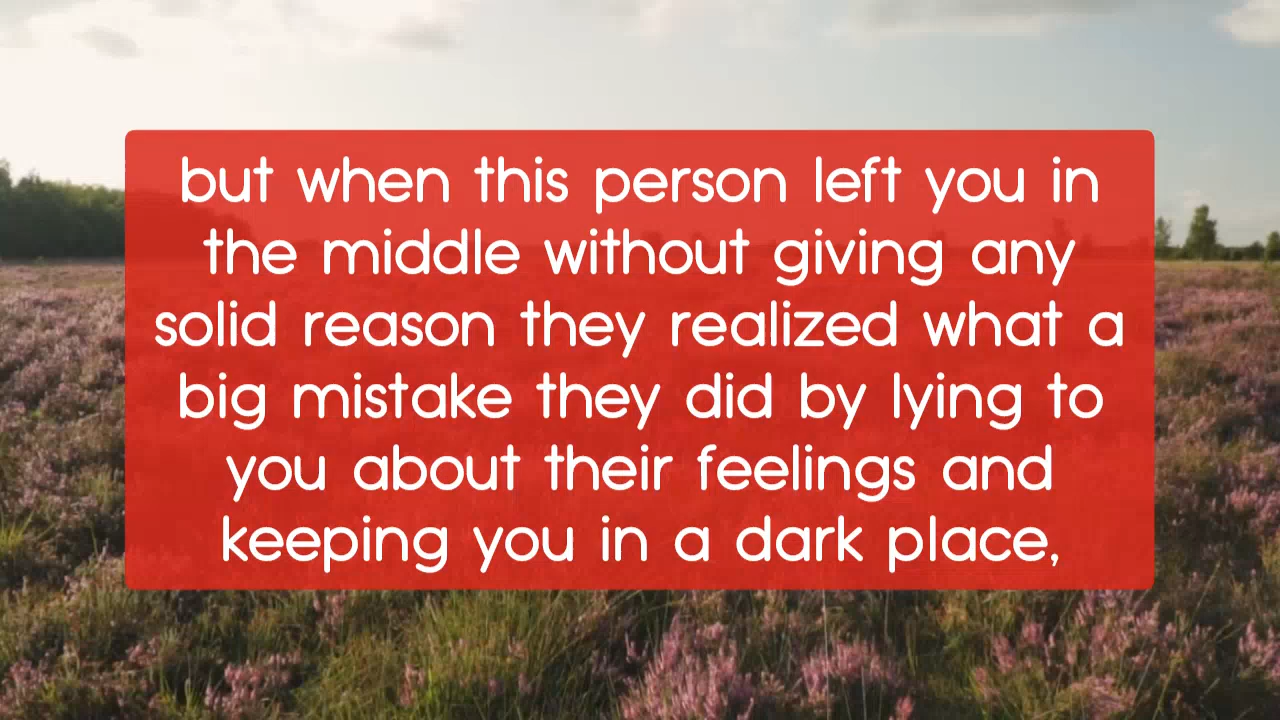 but when this person left you in
the middle without giving any
solid reason they realized what a
big mistake they did by lying to
you about their feelings and
keeping you in a dark place,